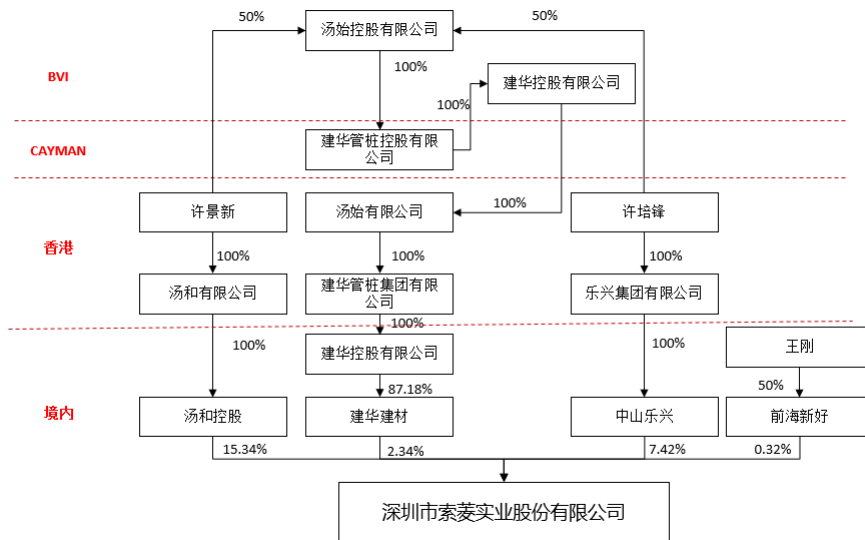 50%
汤始控股有限公司
50%
BVI
100%
建华控股有限公司
100%
CAYMAN
建华管桩控股有限
公司
许景新
汤始有限公司
100%
许培锋
香港
100%
100%
100%
汤和有限公司
建华管桩集团有限
公司
乐兴集团有限公司
100%
100%
建华控股有限公司
100%
王刚
87.18%
50%
境内
汤和控股
建华建材
中山乐兴
前海新好
15.34%
2.34%
7.42%
0.32%
深圳市索菱实业股份有限公司